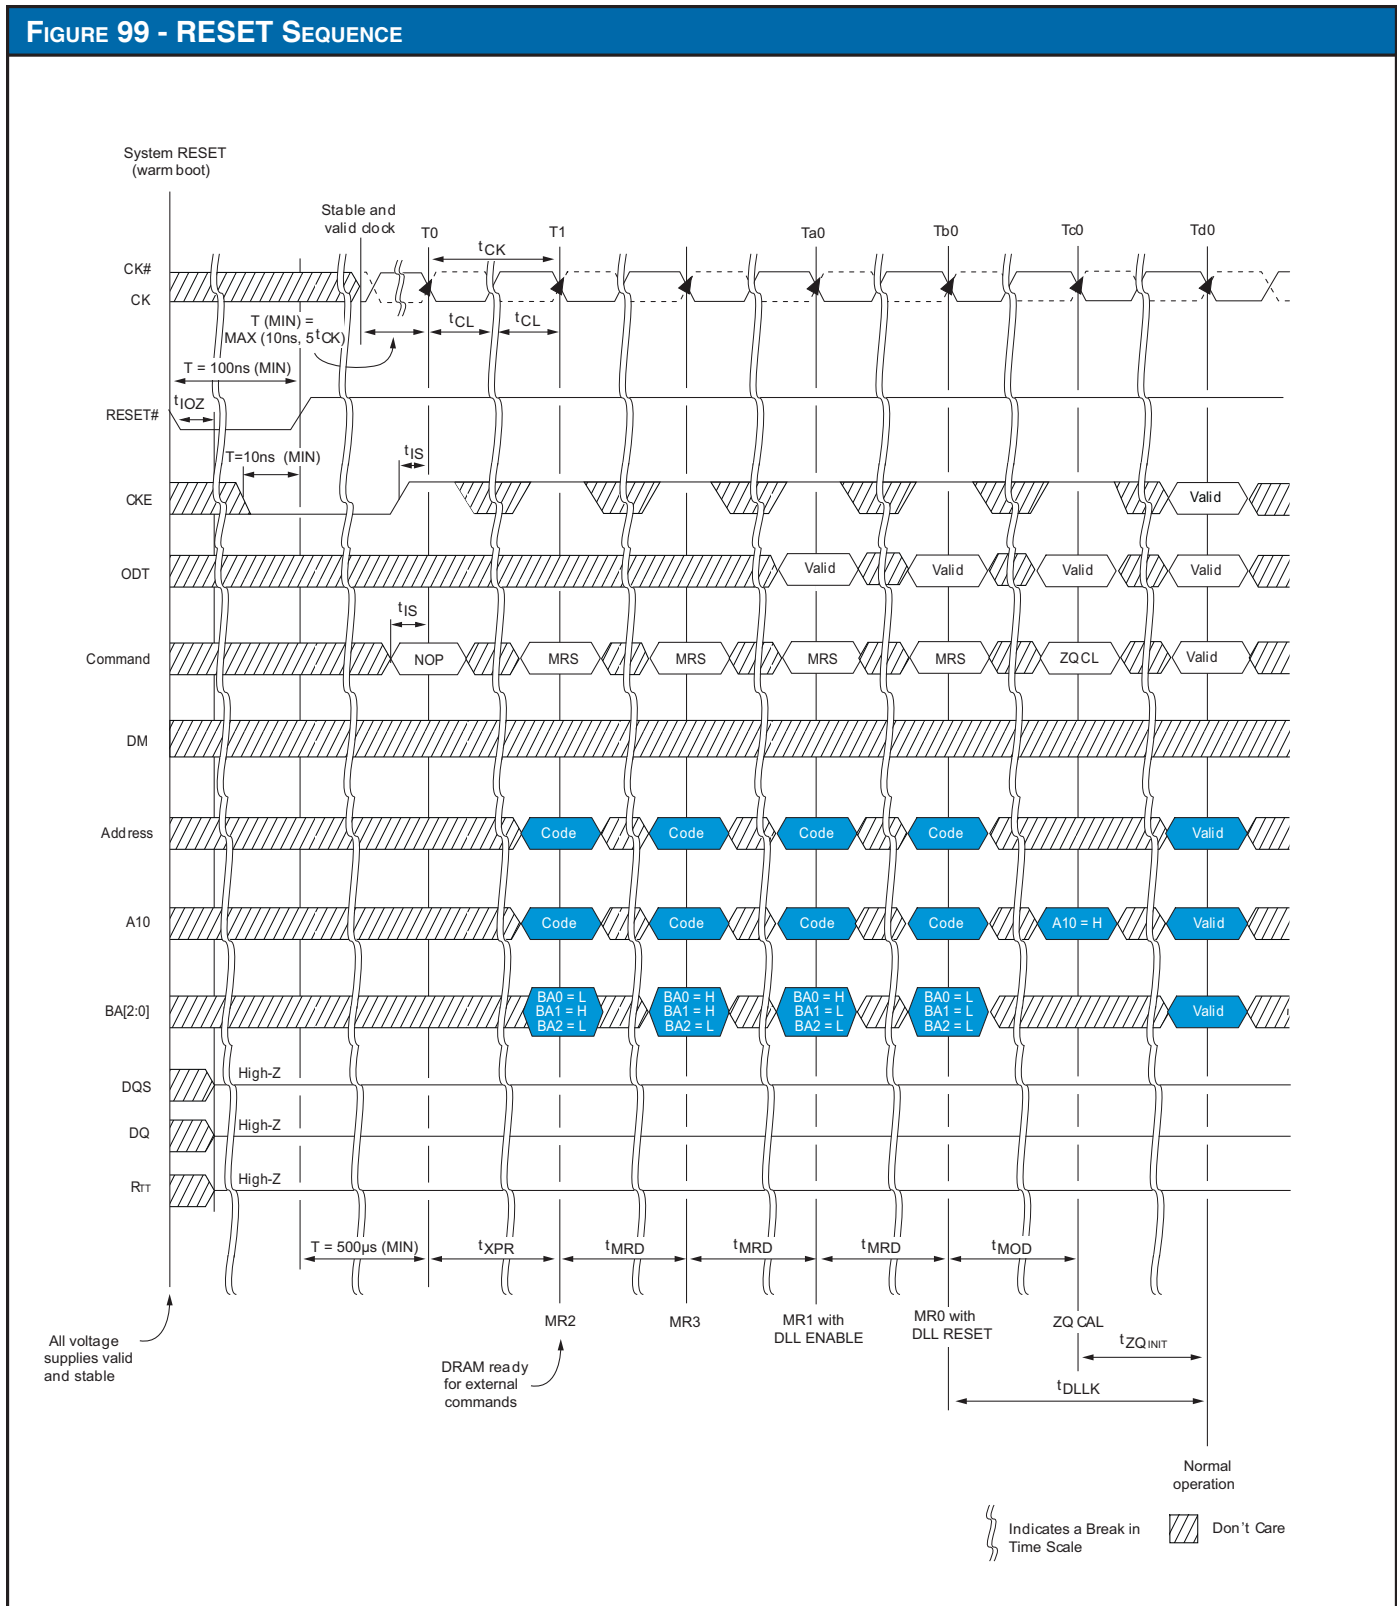 FIGURE 99 - RESET SEQUENCE
System RESET
(warm boot)
Stable and
valid clock
T0
T1
Ta0
Tb0
Tc0
Td0
tCK
CK#
CK
T (MIN) =
MAX (10ns, 5tCK)
tCL
tCL
T = 100ns (MIN)
tIOZ
RESET#
T=10ns (MIN)
tIS
CKE
Valid
ODT
Valid
Valid
Valid
Valid
tIS
Command
NOP
MRS
MRS
MRS
MRS
ZQCL
Valid
DM
Address
Code
Code
Code
Code
Valid
A10
Code
Code
Code
Code
A10 = H
Valid
BA[2:0]
BA0 = L
BA1 = H
BA2 = L
BA0 = H
BA1 = H
BA2 = L
BA0 = H
BA1 = L
BA2 = L
BA0 = L
BA1 = L
BA2 = L
Valid
DQS
High-Z
DQ
High-Z
RTT
High-Z
T = 500µs (MIN)
tXPR
tMRD
tMRD
tMRD
tMOD
MR2
MR3
MR1 with
DLL ENABLE
MR0 with
DLL RESET
ZQ CAL
tZQINIT
All voltage
supplies valid
and stable
DRAM ready
for external
commands
tDLLK
Normal
operation
Indicates a Break in
Time Scale
Don't Care